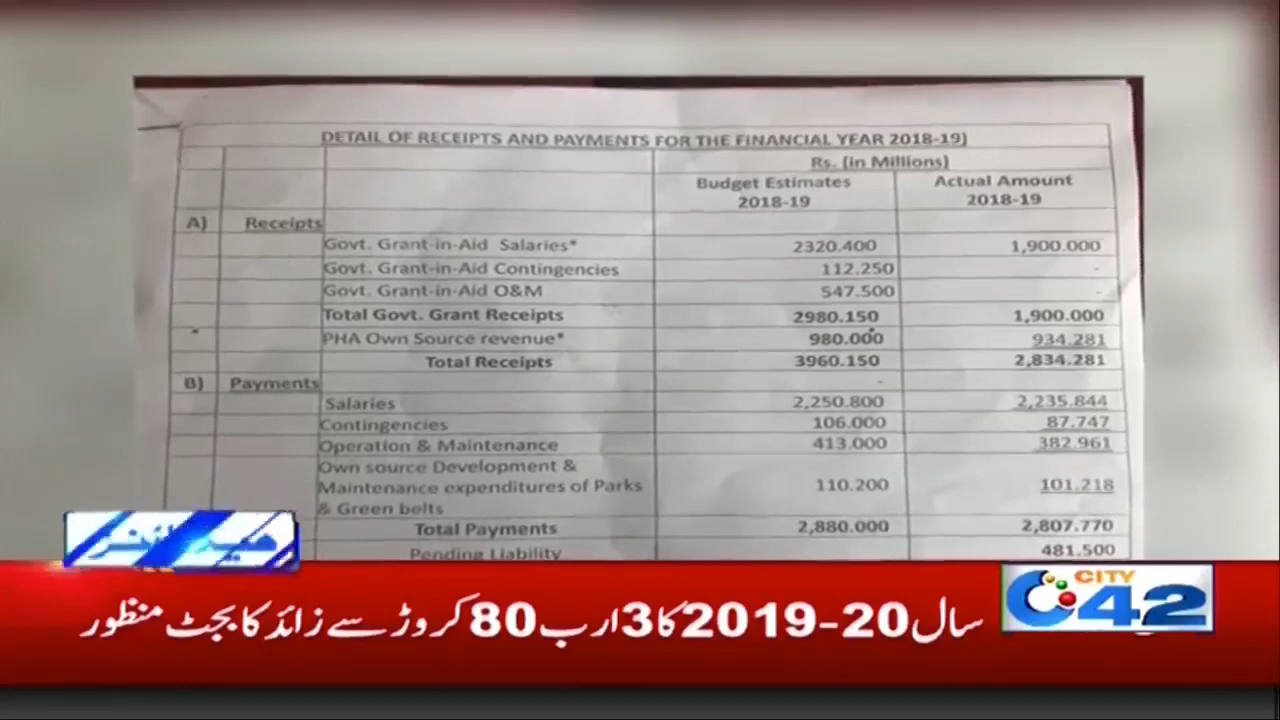 DETAIL OF RECEIPTS AND PAYMENTS FOR THE FINANCIAL YEAR 2018-19)
Rs. (in Millions)
Budget Estimates 2018-19 Actual Amount 2018-19
A) Receipts
Govt. Grant-in-Aid Salaries* 2320.400 1,900.000
Govt. Grant-in-Aid Contingencies 112.250 -
Govt. Grant-in-Aid O&M 547.500
Total Govt. Grant Receipts 2980.150 1,900.000
PHA Own Source revenue* 980.000 934.281
Total Receipts 3960.150 2,834.281
B) Payments -
Salaries 2,250.800 2,235.844
Contingencies 106.000 87.747
Operation & Maintenance 413.000 382.961
Own source Development &
Maintenance expenditures of Parks 110.200 101.218
& Green belts
Total Payments 2,880.000 2,807.770
Pending Liability 481.500
ہیڈ لائنز
CITY
42
سال 20-2019 کا 3 ارب 80 کروڑ سے زائد کا بجٹ منظور